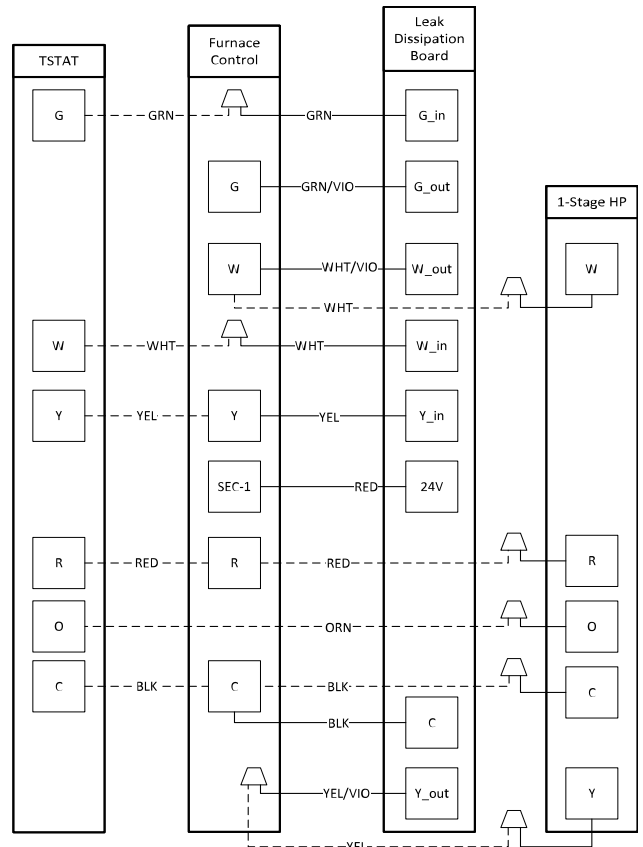 Leak
Dissipation
Board
Furnace
Control
TSTAT
G GRN GRN G_in
G GRN/VIO G_out
1-Stage HP
W WHT/VIO W_out W
WHT
W WHT WHT W_in
Y YEL Y YEL Y_in
SEC-1 RED 24V
R RED R RED R
O ORN O
C BLK C BLK C
BLK C
YEL/VIO Y_out Y
YEL